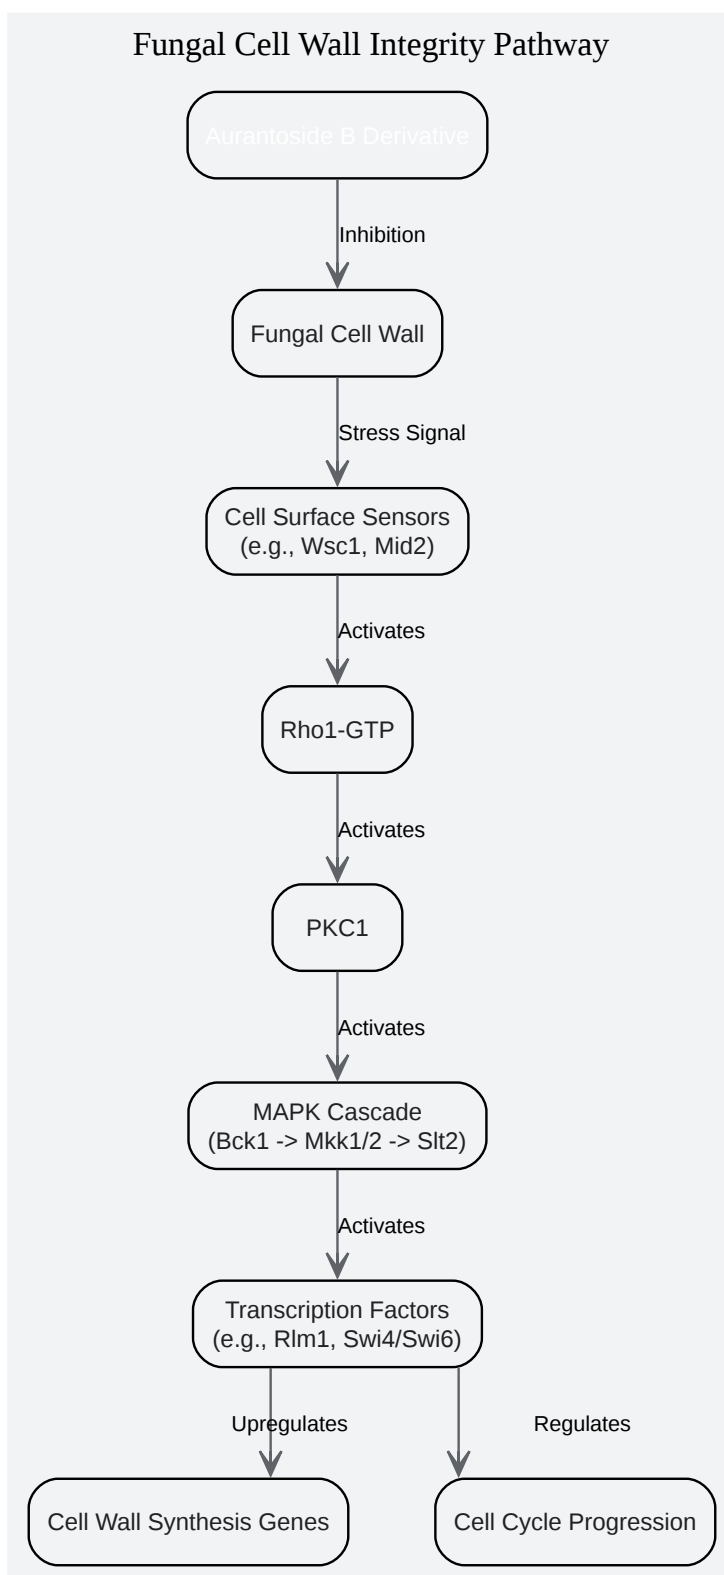 Fungal Cell Wall Integrity Pathway
Aurantoside B Derivative
Inhibition
Fungal Cell Wall
Stress Signal
Cell Surface Sensors
(e.g., Wsc1, Mid2)
Activates
Rho1-GTP
Activates
PKC1
Activates
MAPK Cascade
(Bck1 -> Mkk1/2 -> Slt2)
Activates
Transcription Factors
(e.g., Rlm1, Swi4/Swi6)
Upregulates
Regulates
Cell Wall Synthesis Genes
Cell Cycle Progression